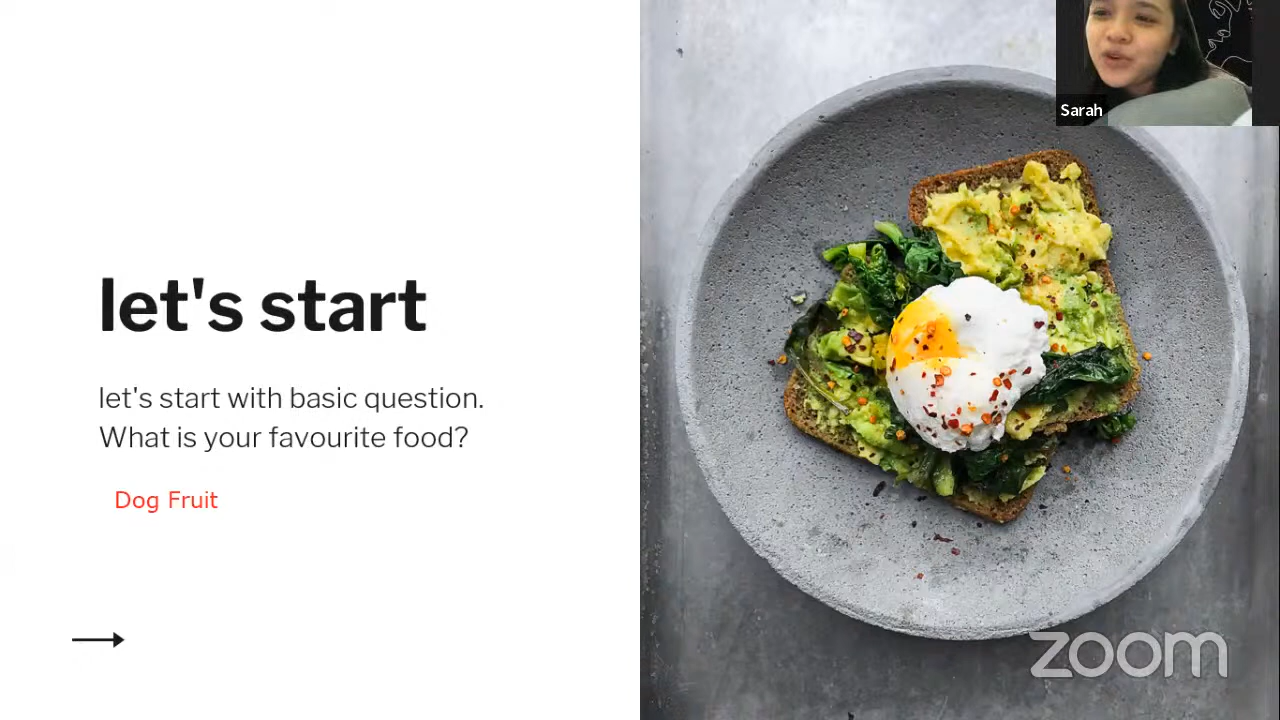 let's start
let's start with basic question.
What is your favourite food?
Dog Fruit
Sarah
zoom